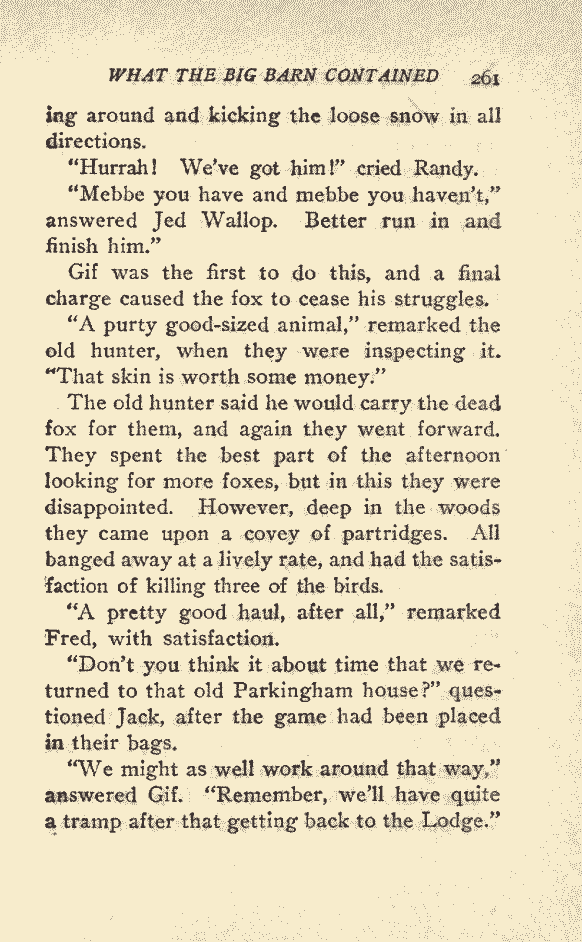 WHAT THE BIG BARN CONTAINED 261
ing around and kicking the loose snow in all
directions.
"Hurrah! We've got him!" cried Randy.
"Mebbe you have and mebbe you haven't,"
answered Jed Wallop. Better run in and
finish him."
Gif was the first to do this, and a final
charge caused the fox to cease his struggles.
"A purty good-sized animal," remarked the
old hunter, when they were inspecting it.
"That skin is worth some money."
The old hunter said he would carry the dead
fox for them, and again they went forward.
They spent the best part of the afternoon
looking for more foxes, but in this they were
disappointed. However, deep in the woods
they came upon a covey of partridges. All
banged away at a lively rate, and had the satis-
faction of killing three of the birds.
"A pretty good haul, after all," remarked
Fred, with satisfaction.
"Don't you think it about time that we re-
turned to that old Parkingham house?" ques-
tioned Jack, after the game had been placed
in their bags.
"We might as well work around that way,"
answered Gif. "Remember, we'll have quite
a tramp after that getting back to the Lodge."